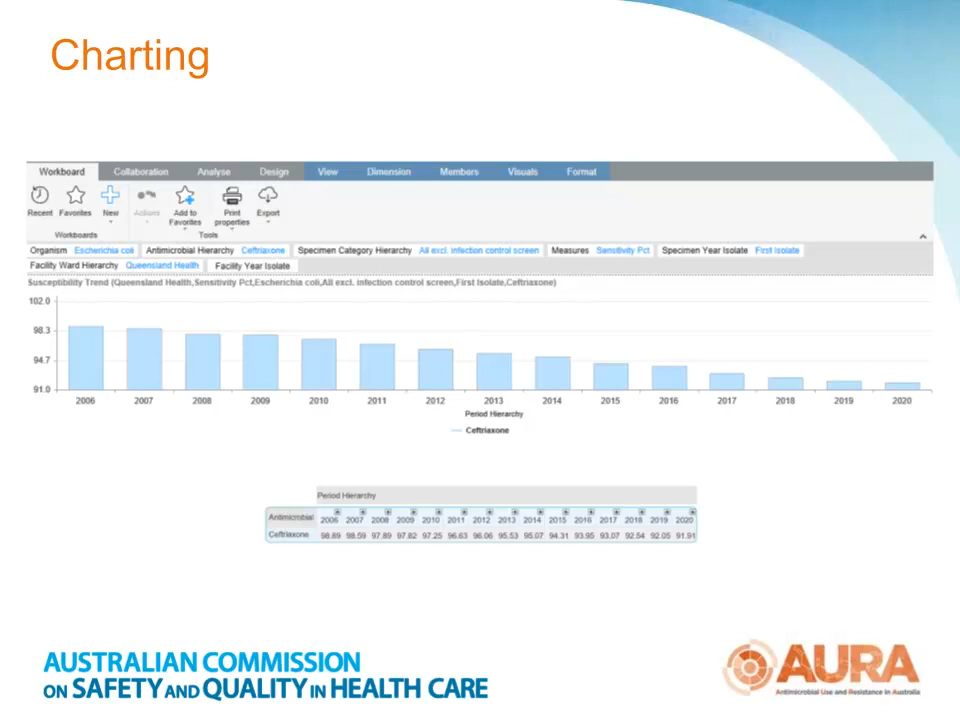 Charting
Workboard Collaboration Analyse Design View Dimension Members Visuals Format
Recent Favorites New Actions Add to Favorites Print properties Export
Workboards Tools
Organism Escherichia coli Antimicrobial Hierarchy Ceftriaxone Specimen Category Hierarchy All excl. infection control screen Measures Sensitivity Pct Specimen Year Isolate First Isolate
Facility Ward Hierarchy Queensland Health Facility Year Isolate
Susceptibility Trend (Queensland Health,Sensitivity Pct,Escherichia coli,All excl. infection control screen,First Isolate,Ceftriaxone)
102.0
98.3
94.7
91.0
2006 2007 2008 2009 2010 2011 2012 2013 2014 2015 2016 2017 2018 2019 2020
Period Hierarchy
Ceftriaxone
Period Hierarchy
Antimicrobial 2006 2007 2008 2009 2010 2011 2012 2013 2014 2015 2016 2017 2018 2019 2020
Ceftriaxone 98.89 98.59 97.89 97.82 97.25 96.63 96.06 95.53 95.07 94.31 93.95 93.07 92.54 92.05 91.91
AUSTRALIAN COMMISSION
ON SAFETY AND QUALITY IN HEALTH CARE
AURA
Antimicrobial Use and Resistance in Australia